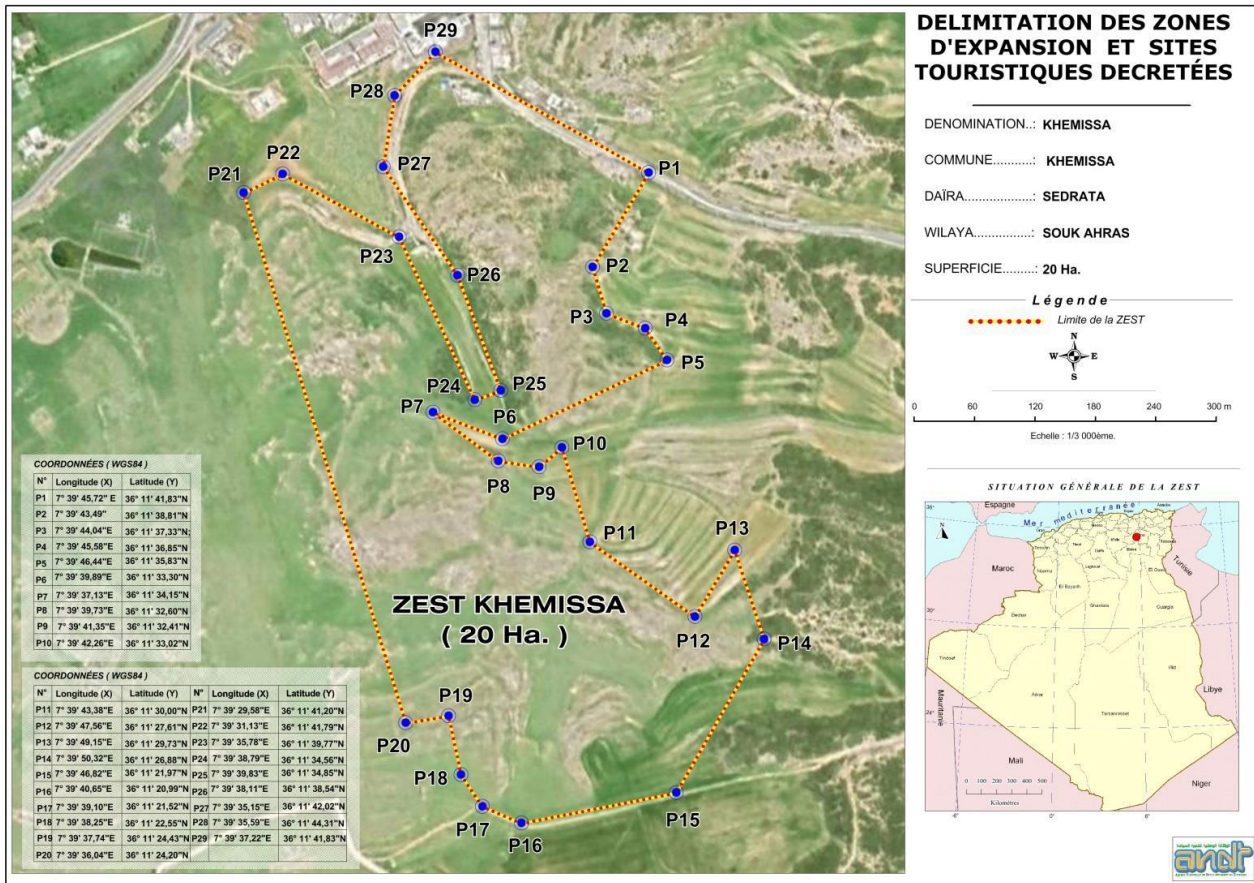 DELIMITATION DES ZONES
D'EXPANSION ET SITES
TOURISTIQUES DECRETÉES
DENOMINATION..: KHEMISSA
COMMUNE..........: KHEMISSA
DAÏRA...................: SEDRATA
WILAYA...............: SOUK AHRAS
SUPERFICIE........: 20 Ha.
Légende
Limite de la ZEST
N
W E
S
0 60 120 180 240 300 m
Echelle : 1/3 000ème.
SITUATION GÉNÉRALE DE LA ZEST
Espagne
Mer méditerranée
Maroc
Tunisie
Libye
Mauritanie
Mali
Niger
0 100 200 300 400 500
Kilomètres
andt
P29
P28
P27
P22
P21
P1
P23
P26
P2
P3
P4
P5
P24
P25
P7
P6
P10
P8
P9
P11
P13
P12
P14
ZEST KHEMISSA
( 20 Ha. )
P19
P20
P18
P17
P16
P15
COORDONNÉES ( WGS84 )
N° Longitude (X) Latitude (Y)
P1 7° 39' 45,72" E 36° 11' 41,83"N
P2 7° 39' 43,49" 36° 11' 38,81"N
P3 7° 39' 44,04"E 36° 11' 37,33"N;
P4 7° 39' 45,58"E 36° 11' 36,85"N
P5 7° 39' 46,44"E 36° 11' 35,83"N
P6 7° 39' 39,89"E 36° 11' 33,30"N
P7 7° 39' 37,13"E 36° 11' 34,15"N
P8 7° 39' 39,73"E 36° 11' 32,60"N
P9 7° 39' 41,35"E 36° 11' 32,41"N
P10 7° 39' 42,26"E 36° 11' 33,02"N
COORDONNÉES ( WGS84 )
N° Longitude (X) Latitude (Y) N° Longitude (X) Latitude (Y)
P11 7° 39' 43,38"E 36° 11' 30,00"N P21 7° 39' 29,58"E 36° 11' 41,20"N
P12 7° 39' 47,56"E 36° 11' 27,61"N P22 7° 39' 31,13"E 36° 11' 41,79"N
P13 7° 39' 49,15"E 36° 11' 29,73"N P23 7° 39' 35,78"E 36° 11' 39,77"N
P14 7° 39' 50,32"E 36° 11' 26,88"N P24 7° 39' 38,79"E 36° 11' 34,56"N
P15 7° 39' 46,82"E 36° 11' 21,97"N P25 7° 39' 39,83"E 36° 11' 34,85"N
P16 7° 39' 40,65"E 36° 11' 20,99"N P26 7° 39' 38,11"E 36° 11' 38,54"N
P17 7° 39' 39,10"E 36° 11' 21,52"N P27 7° 39' 35,15"E 36° 11' 42,02"N
P18 7° 39' 38,25"E 36° 11' 22,55"N P28 7° 39' 35,59"E 36° 11' 44,31"N
P19 7° 39' 37,74"E 36° 11' 24,43"N P29 7° 39' 37,22"E 36° 11' 41,83"N
P20 7° 39' 36,04"E 36° 11' 24,20"N